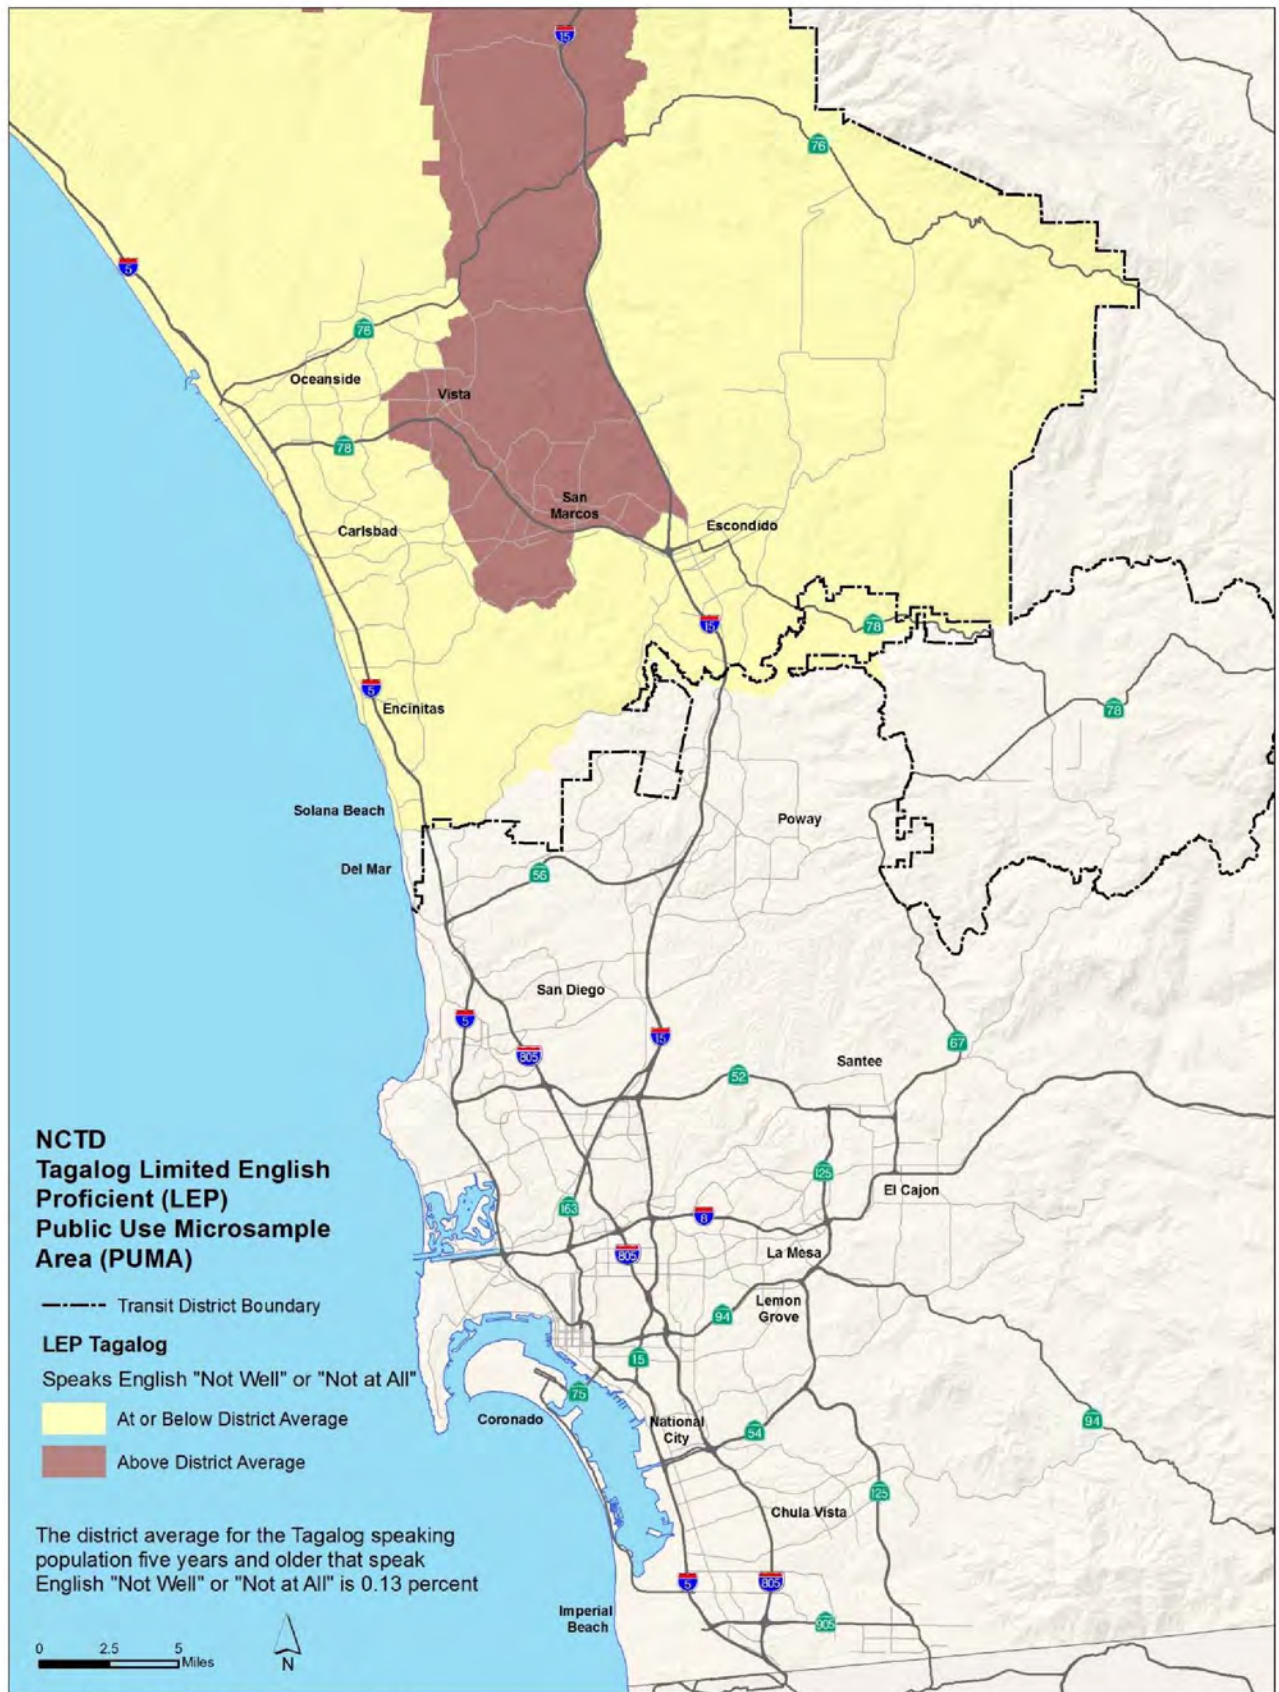 15
76
5
76
Oceanside
Vista
78
San
Marcos
Escondido
Carlsbad
15
78
5
Encinitas
78
Solana Beach
Poway
Del Mar
56
San Diego
5
15
805
67
Santee
52
NCTD
Tagalog Limited English
Proficient (LEP)
Public Use Microsample
Area (PUMA)
125
El Cajon
163
8
805
La Mesa
Transit District Boundary
Lemon
Grove
94
LEP Tagalog
15
Speaks English "Not Well" or "Not at All"
75
At or Below District Average
Coronado
National
City
54
94
Above District Average
125
Chula Vista
The district average for the Tagalog speaking
population five years and older that speak
English "Not Well" or "Not at All" is 0.13 percent
5
805
Imperial
Beach
905
0 2.5 5
Miles
N